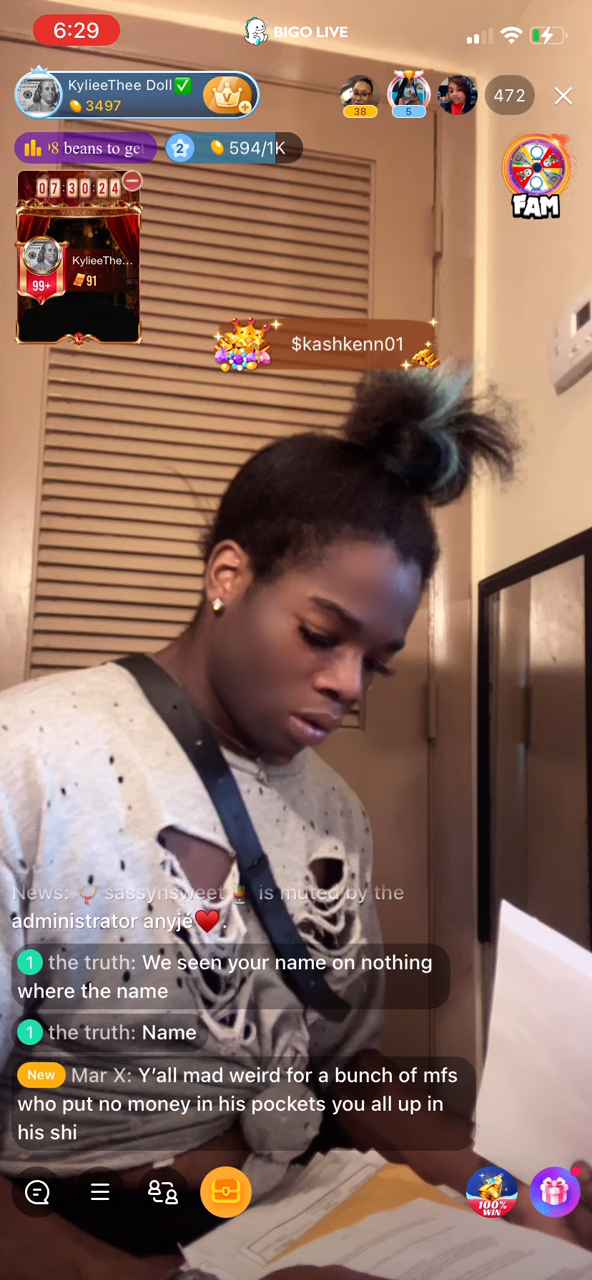 6:29
BIGO LIVE
KylieeThee Doll✅
3497
38
5
472
8 beans to get
2
594/1K
FAM
07:30:24
KylieeThe...
99+
91
$kashkenn01
News: sassynsweet is muted by the
administrator anyjé❤️.
1 the truth: We seen your name on nothing
where the name
1 the truth: Name
New Mar X: Y'all mad weird for a bunch of mfs
who put no money in his pockets you all up in
his shi
100%
WIN